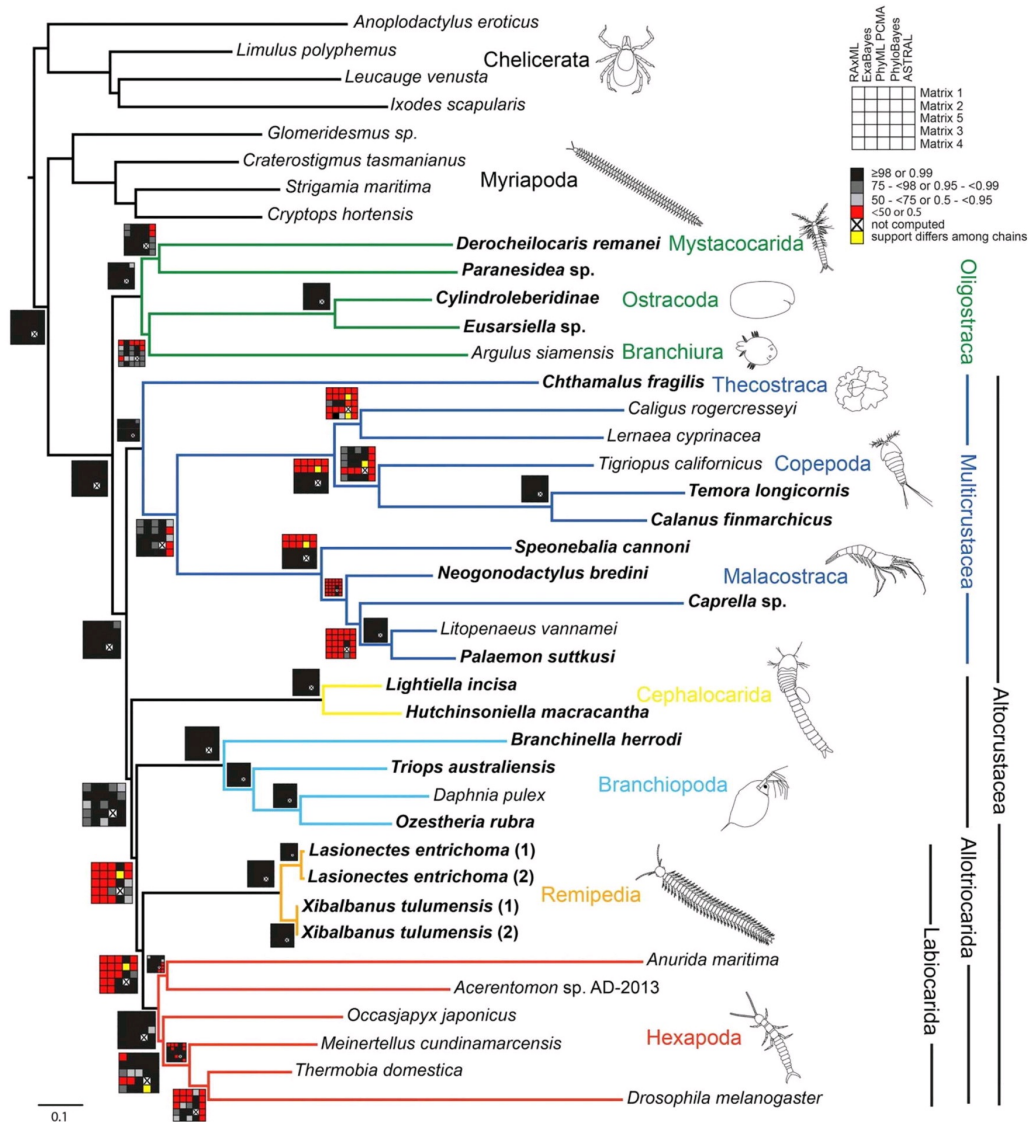 Anoplodactylus eroticus
Limulus polyphemus
Chelicerata
Leucauge venusta
Ixodes scapularis
RAxML
ExaBayes
PhyML PCMA
PhyloBayes
ASTRAL
Matrix 1
Matrix 2
Matrix 5
Matrix 3
Matrix 4
≥98 or 0.99
75 - <98 or 0.95 - <0.99
50 - <75 or 0.5 - <0.95
<50 or 0.5
not computed
support differs among chains
Glomeridesmus sp.
Craterostigmus tasmanianus
Myriapoda
Strigamia maritima
Cryptops hortensis
Derocheilocaris remanei Mystacocarida
Paranesidea sp.
Cylindroleberidinae
Ostracoda
Eusarsiella sp.
Argulus siamensis Branchiura
Oligostraca
Chthamalus fragilis Thecostraca
Caligus rogercresseyi
Lernaea cyprinacea
Tigriopus californicus Copepoda
Temora longicornis
Calanus finmarchicus
Multicrustacea
Speonebalia cannoni
Neogonodactylus bredini
Malacostraca
Caprella sp.
Litopenaeus vannamei
Palaemon suttkusi
Lightiella incisa
Cephalocarida
Hutchinsoniella macracantha
Altocrustacea
Branchinella herrodi
Triops australiensis
Branchiopoda
Daphnia pulex
Ozestheria rubra
Allotriocarida
Lasionectes entrichoma (1)
Lasionectes entrichoma (2)
Remipedia
Xibalbanus tulumensis (1)
Xibalbanus tulumensis (2)
Labiocarida
Anurida maritima
Acerentomon sp. AD-2013
Occasjapyx japonicus
Hexapoda
Meinertellus cundinamarcensis
Thermobia domestica
Drosophila melanogaster
0.1